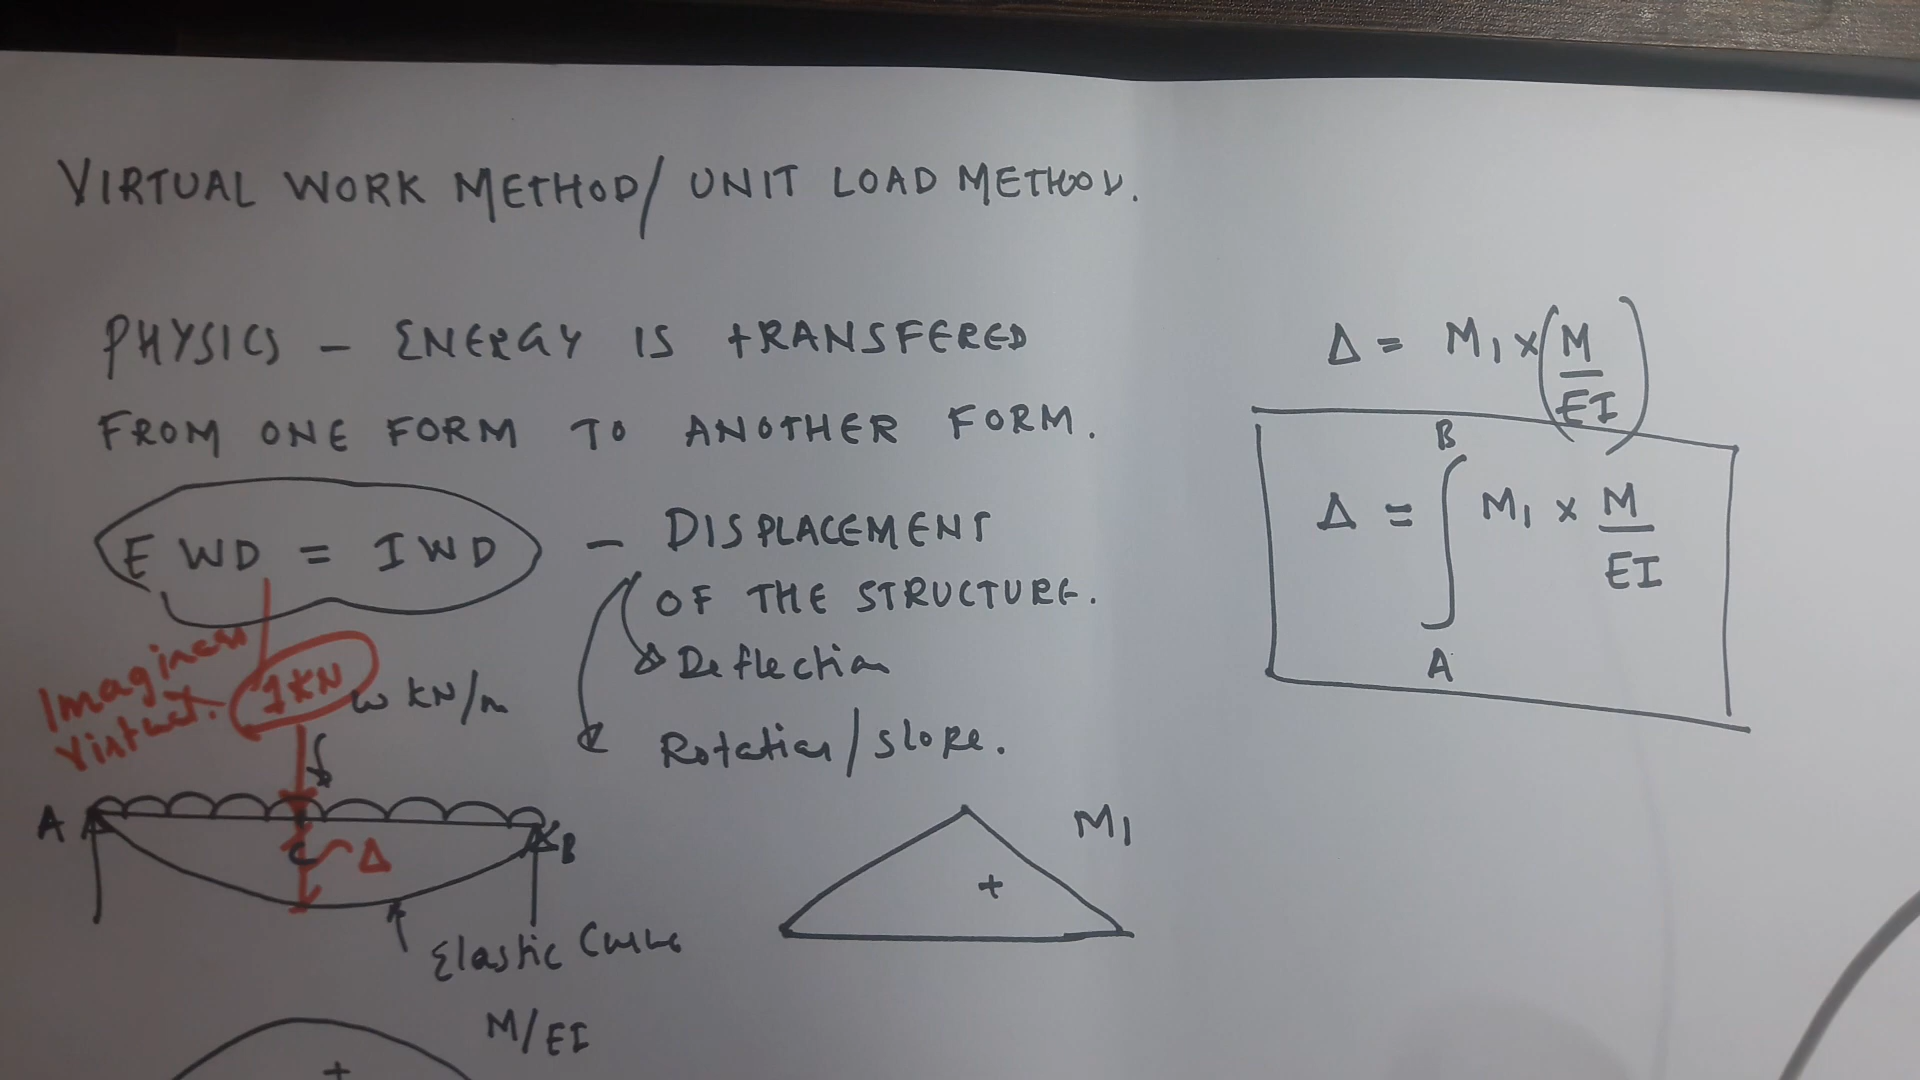 VIRTUAL WORK METHOD/ UNIT LOAD METHOD.
PHYSICS - ENERGY IS TRANSFERED
FROM ONE FORM TO ANOTHER FORM.
EWD = IWD - DISPLACEMENT
OF THE STRUCTURE.
Deflection
Rotation/slope.
1KN
w kN/m
A
B
C
Δ
Elastic Curve
M/EI
+
M1
+
Δ = M1 x (M/EI)
B
Δ = ∫ M1 x M/EI
A